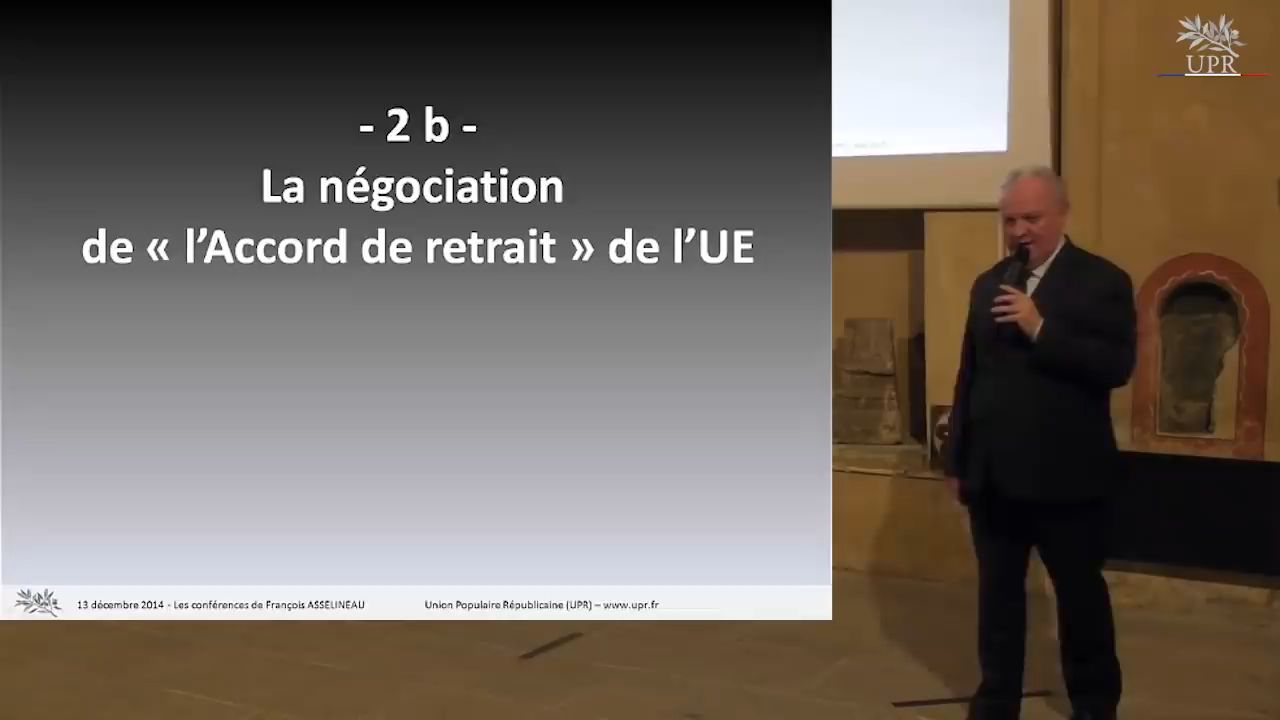 - 2 b -
La négociation
de « l’Accord de retrait » de l’UE
13 décembre 2014 - Les conférences de François ASSELINEAU
Union Populaire Républicaine (UPR) – www.upr.fr
UPR